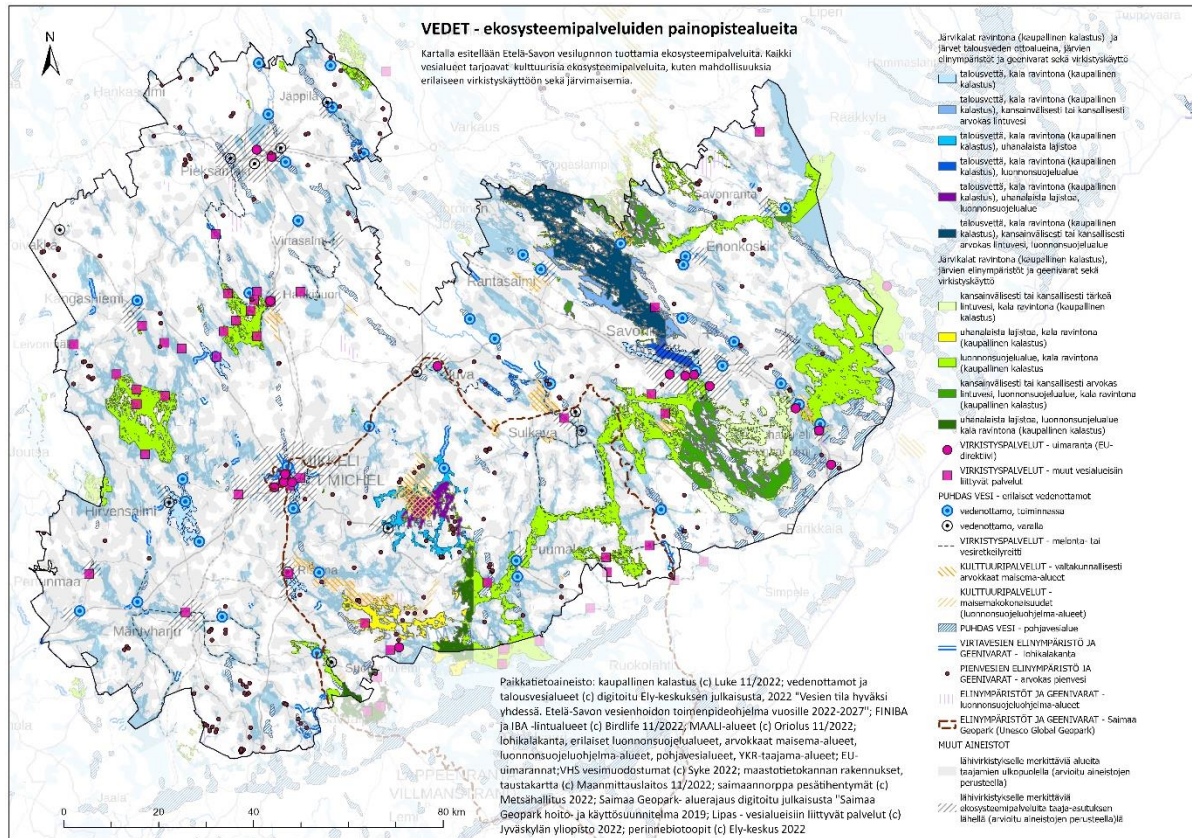 VEDET - ekosysteemipalveluiden painopistealueita
Kartalla esitellään Etelä-Savon vesiluonnon tuottamia ekosysteemipalveluita. Kaikki
vesialueet tarjoavat kulttuurisia ekosysteemipalveluita, kuten mahdollisuuksia
erilaiseen virkistyskäyttöön sekä järvimaisemia.
N
Järvikalat ravintona (kaupallinen kalastus) ja
järvet talousveden ottoalueina, järvien
elinympäristöt ja geenivarat sekä virkistyskäyttö
talousvettä, kala ravintona (kaupallinen
kalastus)
talousvettä, kala ravintona (kaupallinen
kalastus), kansainvälisesti tai kansallisesti
arvokas lintuvesi
talousvettä, kala ravintona (kaupallinen
kalastus), uhanalaista lajistoa
talousvettä, kala ravintona (kaupallinen
kalastus), luonnonsuojelualue
talousvettä, kala ravintona (kaupallinen
kalastus), uhanalaista lajistoa,
luonnonsuojelualue
talousvettä, kala ravintona (kaupallinen
kalastus), kansainvälisesti tai kansallisesti
arvokas lintuvesi, luonnonsuojelualue
Järvikalat ravintona (kaupallinen kalastus),
järvien elinympäristöt ja geenivarat sekä
virkistyskäyttö
kansainvälisesti tai kansallisesti tärkeä
lintuvesi, kala ravintona (kaupallinen
kalastus)
uhanalaista lajistoa, kala ravintona
(kaupallinen kalastus)
luonnonsuojelualue, kala ravintona
(kaupallinen kalastus
kansainvälisesti tai kansallisesti arvokas
lintuvesi, luonnonsuojelualue, kala ravintona
(kaupallinen kalastus)
uhanalaista lajistoa, luonnonsuojelualue
kala ravintona (kaupallinen kalastus)
VIRKISTYSPALVELUT - uimaranta (EU-
direktiivi)
VIRKISTYSPALVELUT - muut vesialueisiin
liittyvät palvelut
PUHDAS VESI - erilaiset vedenottamot
vedenottamo, toiminnassa
vedenottamo, varalla
VIRKISTYSPALVELUT - melonta- tai
vesiretkeilyreitti
KULTTUURIPALVELUT - valtakunnallisesti
arvokkaat maisema-alueet
KULTTUURIPALVELUT -
maisemakokonaisuudet
(luonnonsuojeluohjelma-alueet)
PUHDAS VESI - pohjavesialue
VIRTAVESIEN ELINYMPÄRISTÖ JA
GEENIVARAT - lohikalakanta
PIENVESIEN ELINYMPÄRISTÖ JA
GEENIVARAT - arvokas pienvesi
ELINYMPÄRISTÖT JA GEENIVARAT -
luonnonsuojeluohjelma-alueet
ELINYMPÄRISTÖT JA GEENIVARAT - Saimaa
Geopark (Unesco Global Geopark)
MUUT AINEISTOT
lähivirkistykselle merkittäviä alueita
taajamien ulkopuolella (arvioitu aineistojen
perusteella)
lähivirkistykselle merkittäviä
ekosysteemipalveluita taaja-asutuksen
lähellä (arvioitu aineistojen perusteella)lä
Liperi
Tuupovaara
Hankasalmi
Jäppilä
Varkaus
Rääkkylä
Pieksämäki
Savonranta
Virtasalmi
Enonkoski
Rantasalmi
Kangasniemi
Juva
Sulkava
MIKKELI
Hirvensalmi
Parikkala
Puumala
Ristiina
Pertunmaa
Simpele
Mäntyharju
Ruokolahti
Jaala
Paikkatietoaineisto: kaupallinen kalastus (c) Luke 11/2022; vedenottamot ja
talousvesialueet (c) digitoitu Ely-keskuksen julkaisusta, 2022 "Vesien tila hyväksi
yhdessä. Etelä-Savon vesienhoidon toimenpideohjelma vuosille 2022-2027"; FINIBA
ja IBA -lintualueet (c) Birdlife 11/2022, MAALI-alueet (c) Oriolus 11/2022;
lohikalakanta, erilaiset luonnonsuojelualueet, arvokkaat maisema-alueet,
luonnonsuojeluohjelma-alueet, pohjavesialueet, YKR-taajama-alueet; EU-
uimarannat;VHS vesimuodostumat (c) Syke 2022; maastotietokannan rakennukset,
taustakartta (c) Maanmittauslaitos 11/2022; saimaannorppa pesätihentymät (c)
Metsähallitus 2022; Saimaa Geopark- aluerajaus digitoitu julkaisusta "Saimaa
Geopark hoito- ja käyttösuunnitelma 2019; Lipas - vesialueisiin liittyvät palvelut (c)
Jyväskylän yliopisto 2022; perinnebiotoopit (c) Ely-keskus 2022
0 20 40 60 80 km